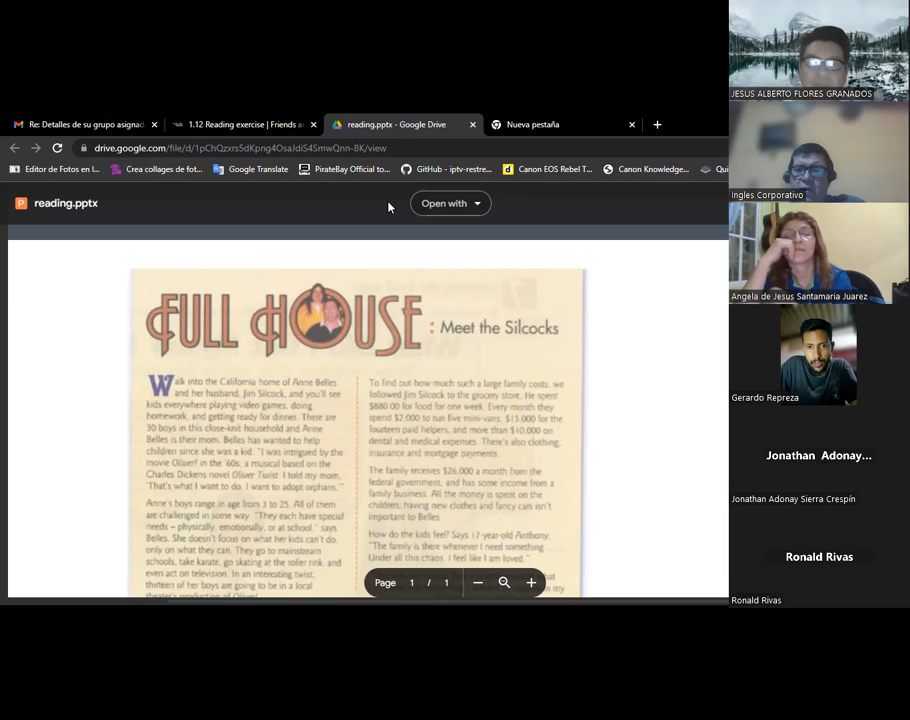 Re: Detalles de su grupo asignad
1.12 Reading exercise | Friends a
reading.pptx - Google Drive
Nueva pestaña
drive.google.com/file/d/1pChQzxrs5dKpng4OsaJdiS4SmwQnn-8K/view
Editor de Fotos en l...
Crea collages de fot...
Google Translate
PirateBay Official to...
GitHub - iptv-restre...
Canon EOS Rebel T...
Canon Knowledge...
Qui
reading.pptx
Open with
FULL HOUSE : Meet the Silcocks
Walk into the California home of Anne Belles
and her husband, Jim Silcock, and you'll see
kids everywhere playing video games, doing
homework, and getting ready for dinner. There are
30 boys in this close-knit household and Anne
Belles is their mom. Belles has wanted to help
children since she was a kid. "I was intrigued by the
movie Oliver! in the '60s, a musical based on the
Charles Dickens novel Oliver Twist. I told my mom,
'That's what I want to do. I want to adopt orphans.'"
Anne's boys range in age from 3 to 25. All of them
are challenged in some way. "They each have special
needs – physically, emotionally, or at school," says
Belles. She doesn't focus on what her kids can't do,
only on what they can. They go to mainstream
schools, take karate, go skating at the roller rink, and
even act on television. In an interesting twist,
thirteen of her boys are going to be in a local
theater's production of Oliver!
To find out how much such a large family costs, we
followed Jim Silcock to the grocery store. He spent
$880.00 for food for one week. Every month they
spend $2,000 to run five mini-vans, $15,000 for the
fourteen paid helpers, and more than $10,000 on
dental and medical expenses. There's also clothing,
insurance and mortgage payments.
The family receives $26,000 a month from the
federal government, and has some income from a
family business. All the money is spent on the
children; having new clothes and fancy cars isn't
important to Belles.
How do the kids feel? Says 17-year-old Anthony,
"The family is there whenever I need something ....
Under all this chaos, I feel like I am loved."
Page 1 / 1
JESUS ALBERTO FLORES GRANADOS
Ingles Corporativo
Angela de Jesus Santamaria Juarez
Gerardo Repreza
Jonathan Adonay...
Jonathan Adonay Sierra Crespín
Ronald Rivas
Ronald Rivas